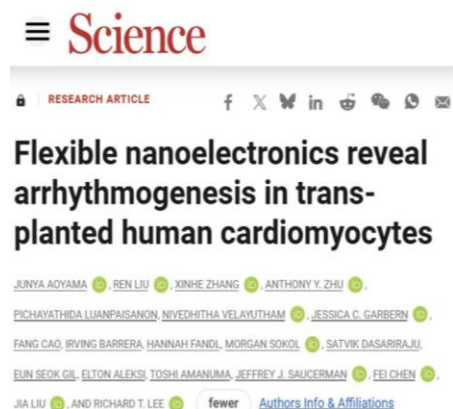 Science
RESEARCH ARTICLE
Flexible nanoelectronics reveal
arrhythmogenesis in trans-
planted human cardiomyocytes
JUNYA AOYAMA, REN LIU, XINHE ZHANG, ANTHONY Y. ZHU,
PICHAYATHIDA LUANPAISANON, NIVEDHITHA VELAYUTHAM, JESSICA C. GARBERN,
FANG CAO, IRVING BARRERA, HANNAH FANDL, MORGAN SOKOL, SATVIK DASARIRAJU,
EUN SEOK GIL, ELTON ALEKSI, TOSHI AMANUMA, JEFFREY J. SAUCERMAN, FEI CHEN,
JIA LIU, AND RICHARD T. LEE fewer Authors Info & Affiliations